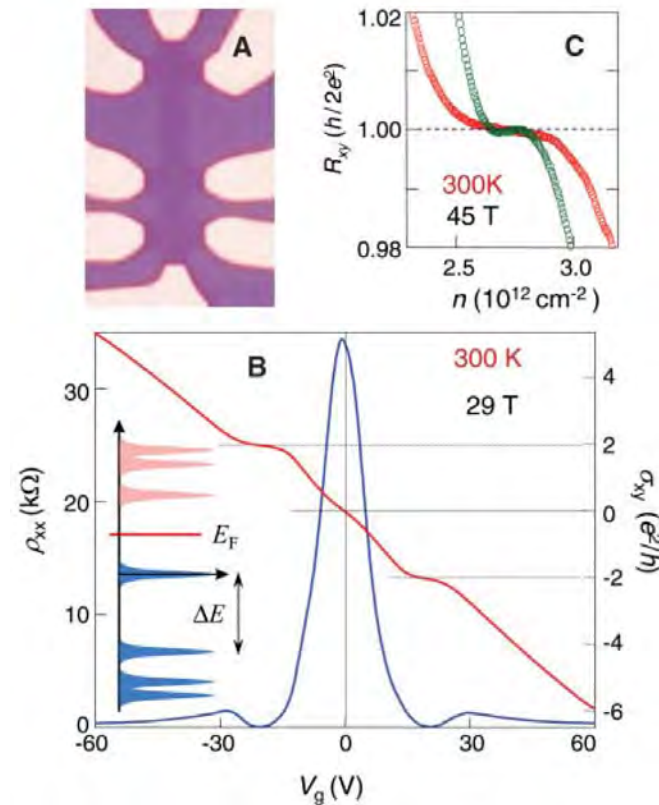 A
C
R_xy (h/2e²)
1.02
1.00
0.98
300K
45 T
2.5 3.0
n (10¹² cm⁻²)
B
300 K
29 T
ρ_xx (kΩ)
30
20
10
0
E_F
ΔE
4
2
0
-2
-4
-6
σ_xy (e²/h)
-60 -30 0 30 60
V_g (V)